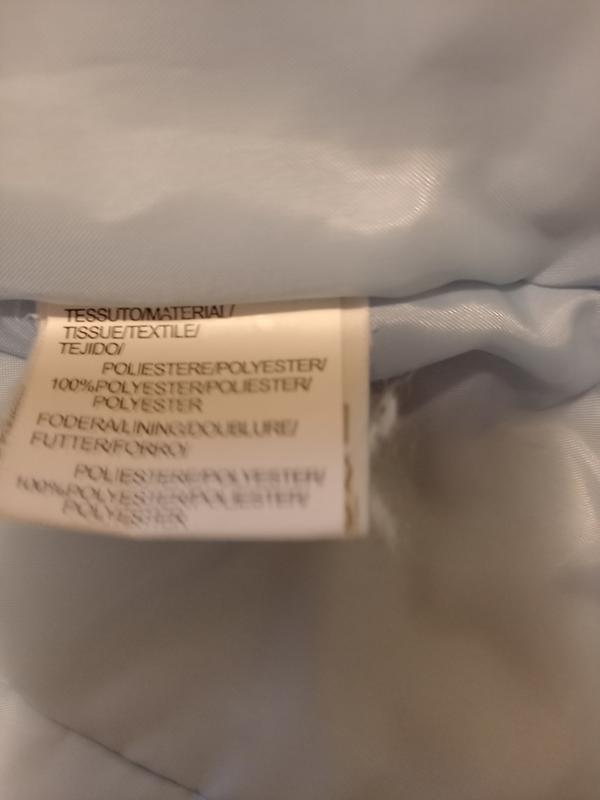 TESSUTO/MATERIAL/
TISSUE/TEXTILE/
TEJIDO/
POLIESTERE/POLYESTER/
100%POLYESTER/POLIESTER/
POLYESTER
FODERA/LINING/DOUBLURE/
FUTTER/FORRO/
POLIESTERE/POLYESTER/
100%POLYESTER/POLIESTER/
POLYESTER